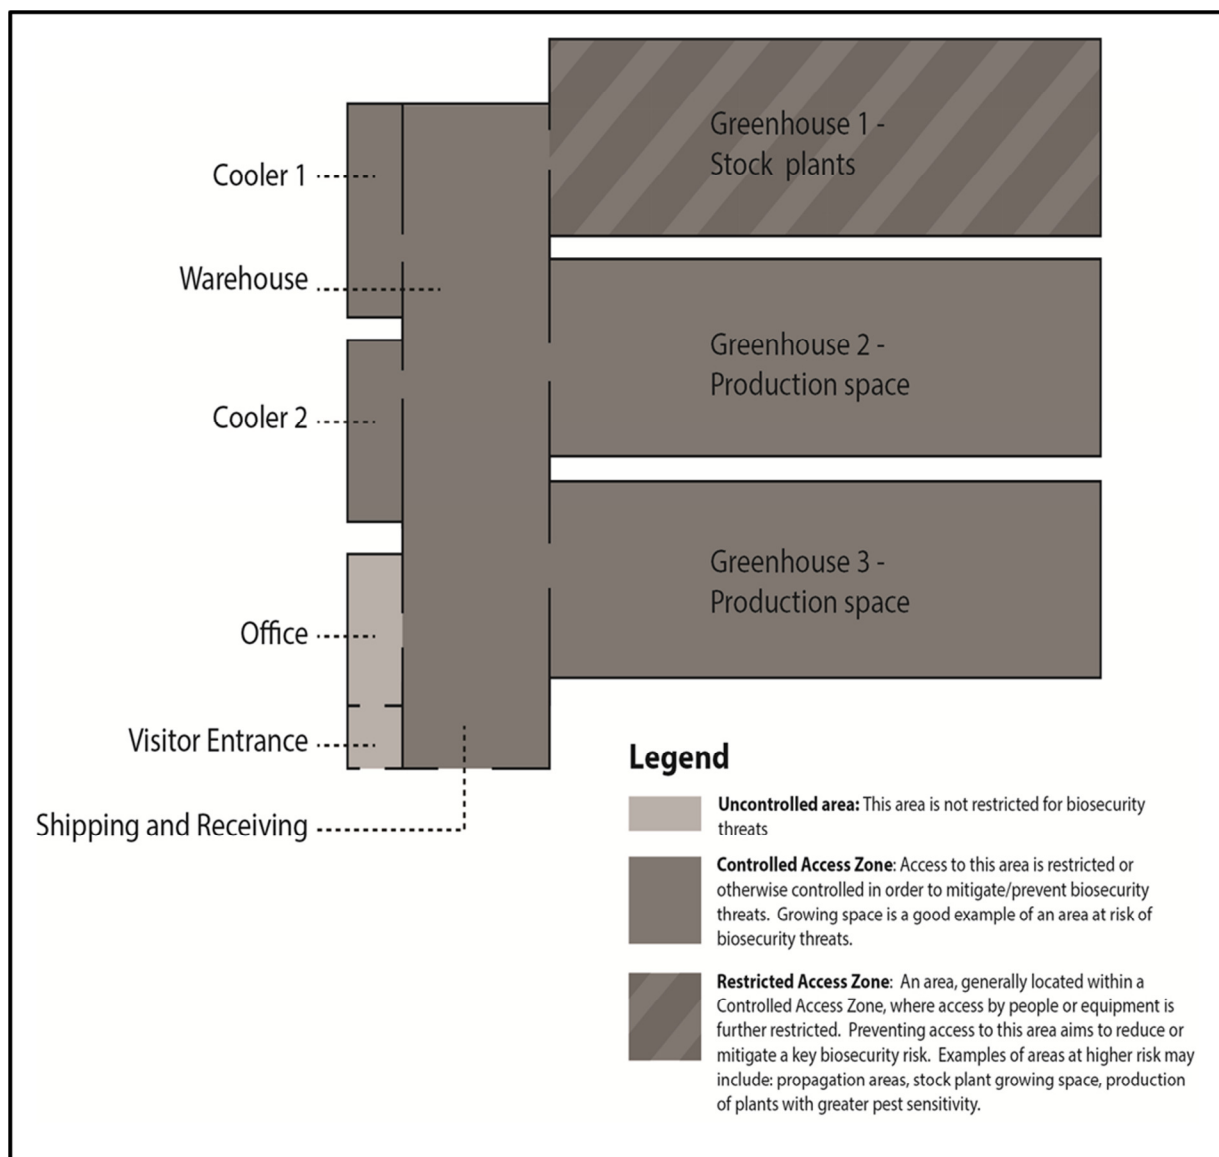 Greenhouse 1 -
Stock plants
Cooler 1
Warehouse
Greenhouse 2 -
Production space
Cooler 2
Greenhouse 3 -
Production space
Office
Visitor Entrance
Shipping and Receiving
Legend
Uncontrolled area: This area is not restricted for biosecurity
threats
Controlled Access Zone: Access to this area is restricted or
otherwise controlled in order to mitigate/prevent biosecurity
threats. Growing space is a good example of an area at risk of
biosecurity threats.
Restricted Access Zone: An area, generally located within a
Controlled Access Zone, where access by people or equipment is
further restricted. Preventing access to this area aims to reduce or
mitigate a key biosecurity risk. Examples of areas at higher risk may
include: propagation areas, stock plant growing space, production
of plants with greater pest sensitivity.